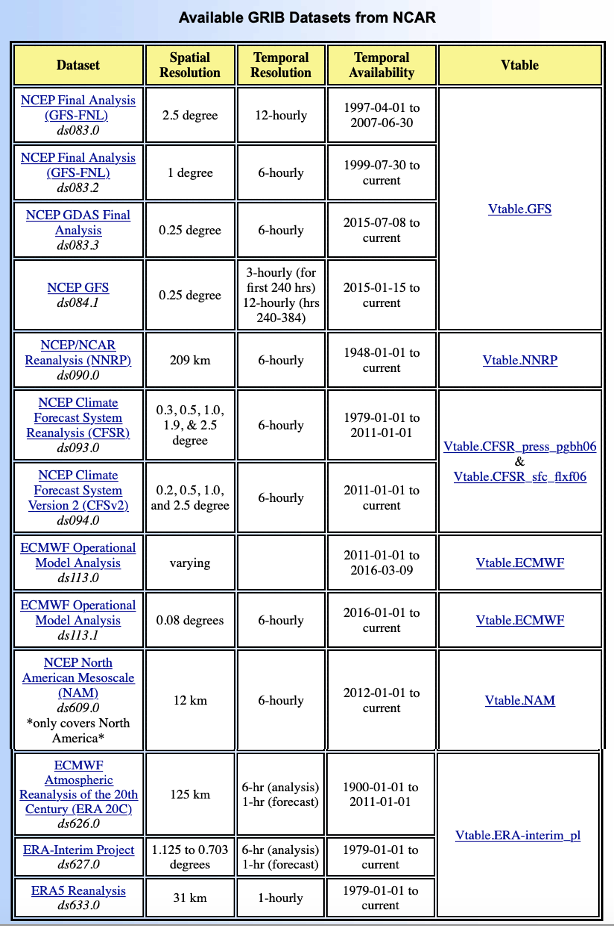 Available GRIB Datasets from NCAR
Dataset
Spatial
Resolution
Temporal
Resolution
Temporal
Availability
Vtable
NCEP Final Analysis
(GFS-FNL)
ds083.0
2.5 degree
12-hourly
1997-04-01 to
2007-06-30
Vtable.GFS
NCEP Final Analysis
(GFS-FNL)
ds083.2
1 degree
6-hourly
1999-07-30 to
current
NCEP GDAS Final
Analysis
ds083.3
0.25 degree
6-hourly
2015-07-08 to
current
NCEP GFS
ds084.1
0.25 degree
3-hourly (for
first 240 hrs)
12-hourly (hrs
240-384)
2015-01-15 to
current
NCEP/NCAR
Reanalysis (NNRP)
ds090.0
209 km
6-hourly
1948-01-01 to
current
Vtable.NNRP
NCEP Climate
Forecast System
Reanalysis (CFSR)
ds093.0
0.3, 0.5, 1.0,
1.9, & 2.5
degree
6-hourly
1979-01-01 to
2011-01-01
Vtable.CFSR_press_pgbh06
&
Vtable.CFSR_sfc_flxf06
NCEP Climate
Forecast System
Version 2 (CFSv2)
ds094.0
0.2, 0.5, 1.0,
and 2.5 degree
6-hourly
2011-01-01 to
current
ECMWF Operational
Model Analysis
ds113.0
varying
2011-01-01 to
2016-03-09
Vtable.ECMWF
ECMWF Operational
Model Analysis
ds113.1
0.08 degrees
6-hourly
2016-01-01 to
current
Vtable.ECMWF
NCEP North
American Mesoscale
(NAM)
ds609.0
*only covers North
America*
12 km
6-hourly
2012-01-01 to
current
Vtable.NAM
ECMWF
Atmospheric
Reanalysis of the 20th
Century (ERA 20C)
ds626.0
125 km
6-hr (analysis)
1-hr (forecast)
1900-01-01 to
2011-01-01
Vtable.ERA-interim_pl
ERA-Interim Project
ds627.0
1.125 to 0.703
degrees
6-hr (analysis)
1-hr (forecast)
1979-01-01 to
current
ERA5 Reanalysis
ds633.0
31 km
1-hourly
1979-01-01 to
current